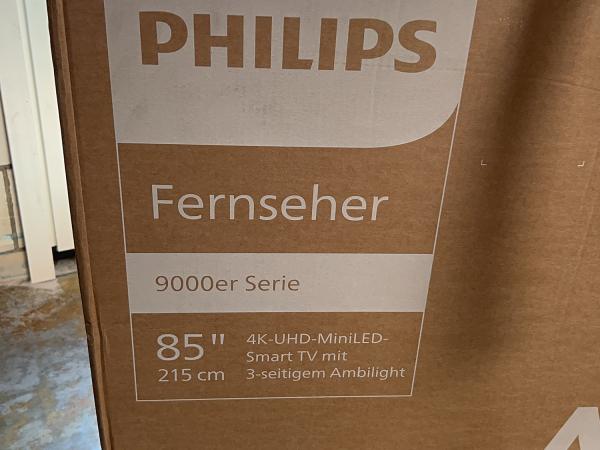 PHILIPS
Fernseher
9000er Serie
85"
215 cm
4K-UHD-MiniLED-
Smart TV mit
3-seitigem Ambilight